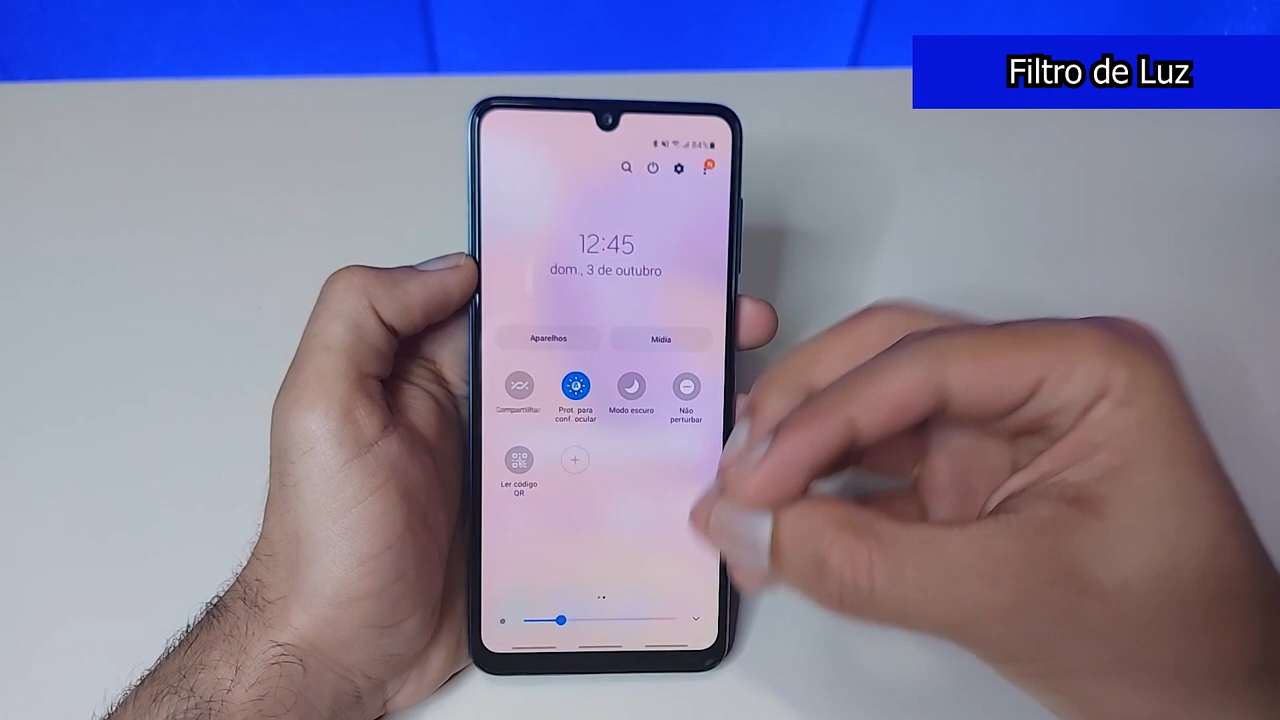 Filtro de Luz
84%
N
12:45
dom., 3 de outubro
Aparelhos
Mídia
Compartilhar
A
Prot. para
conf. ocular
Modo escuro
Não
perturbar
Ler código
QR